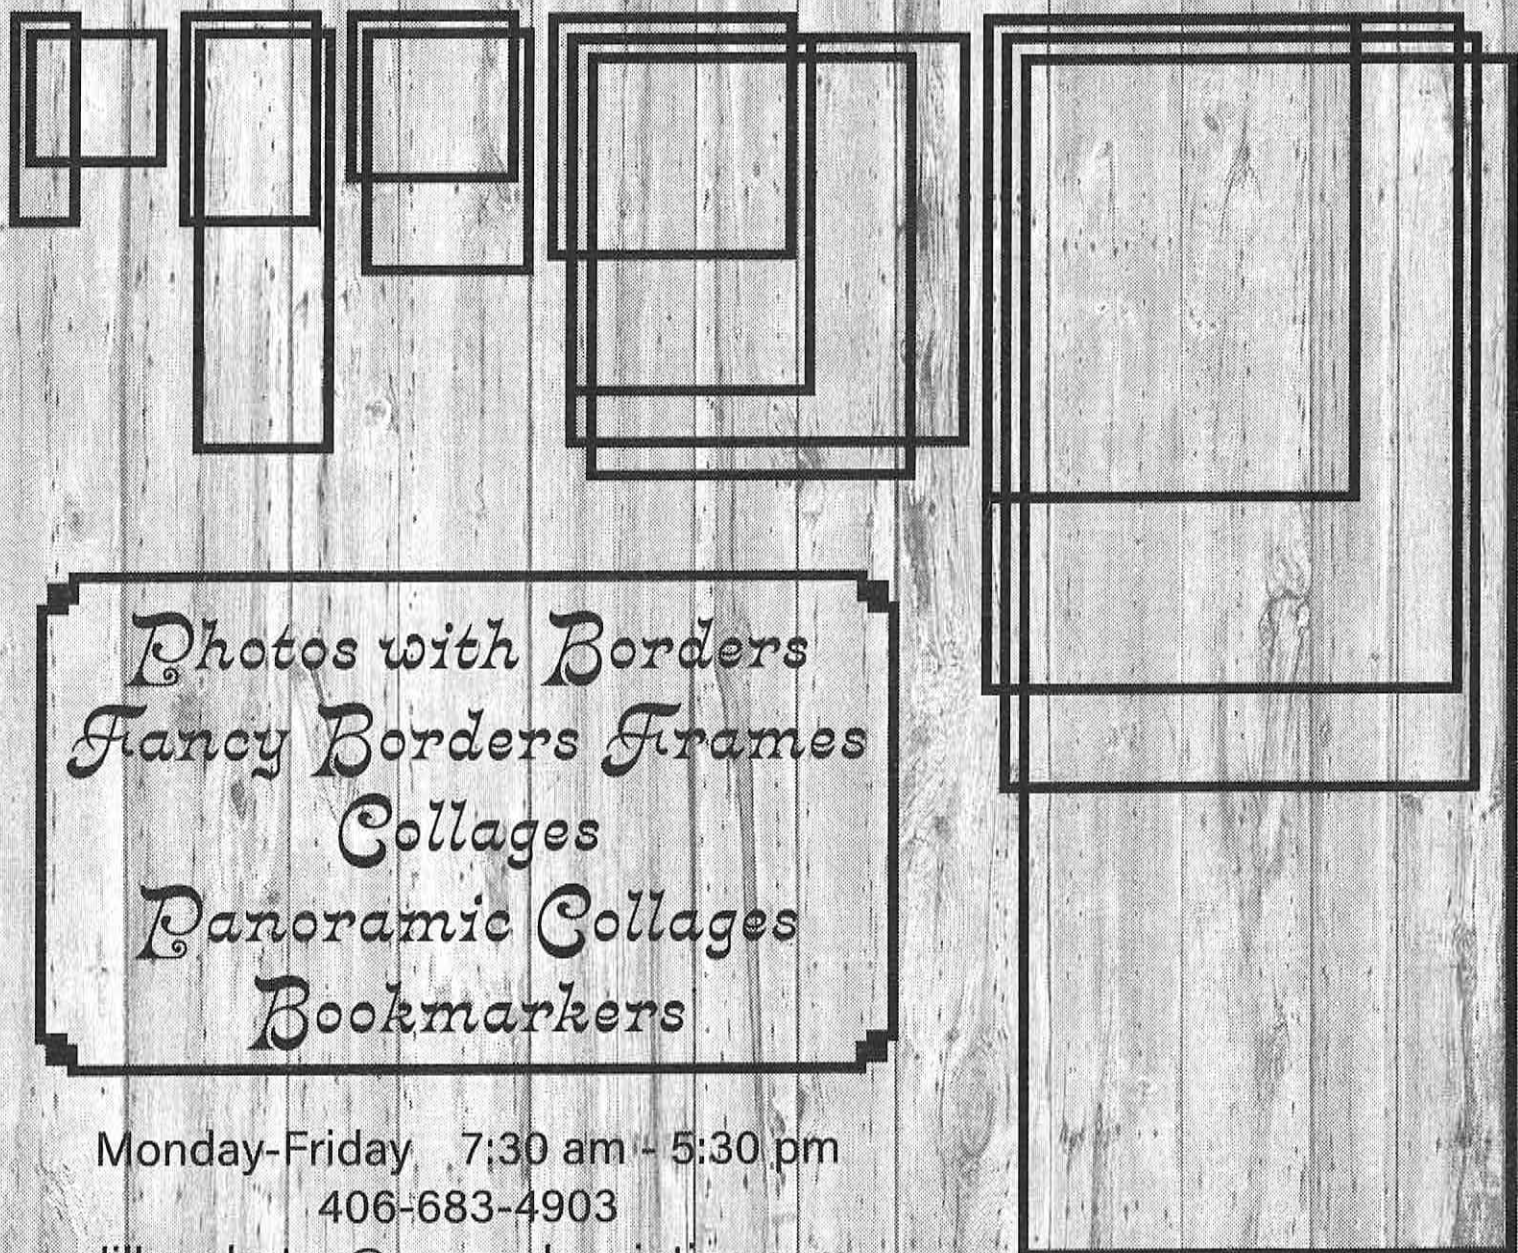 Photos with Borders
Fancy Borders Frames
Collages
Panoramic Collages
Bookmarkers
Monday-Friday 7:30 am - 5:30 pm
406-683-4903